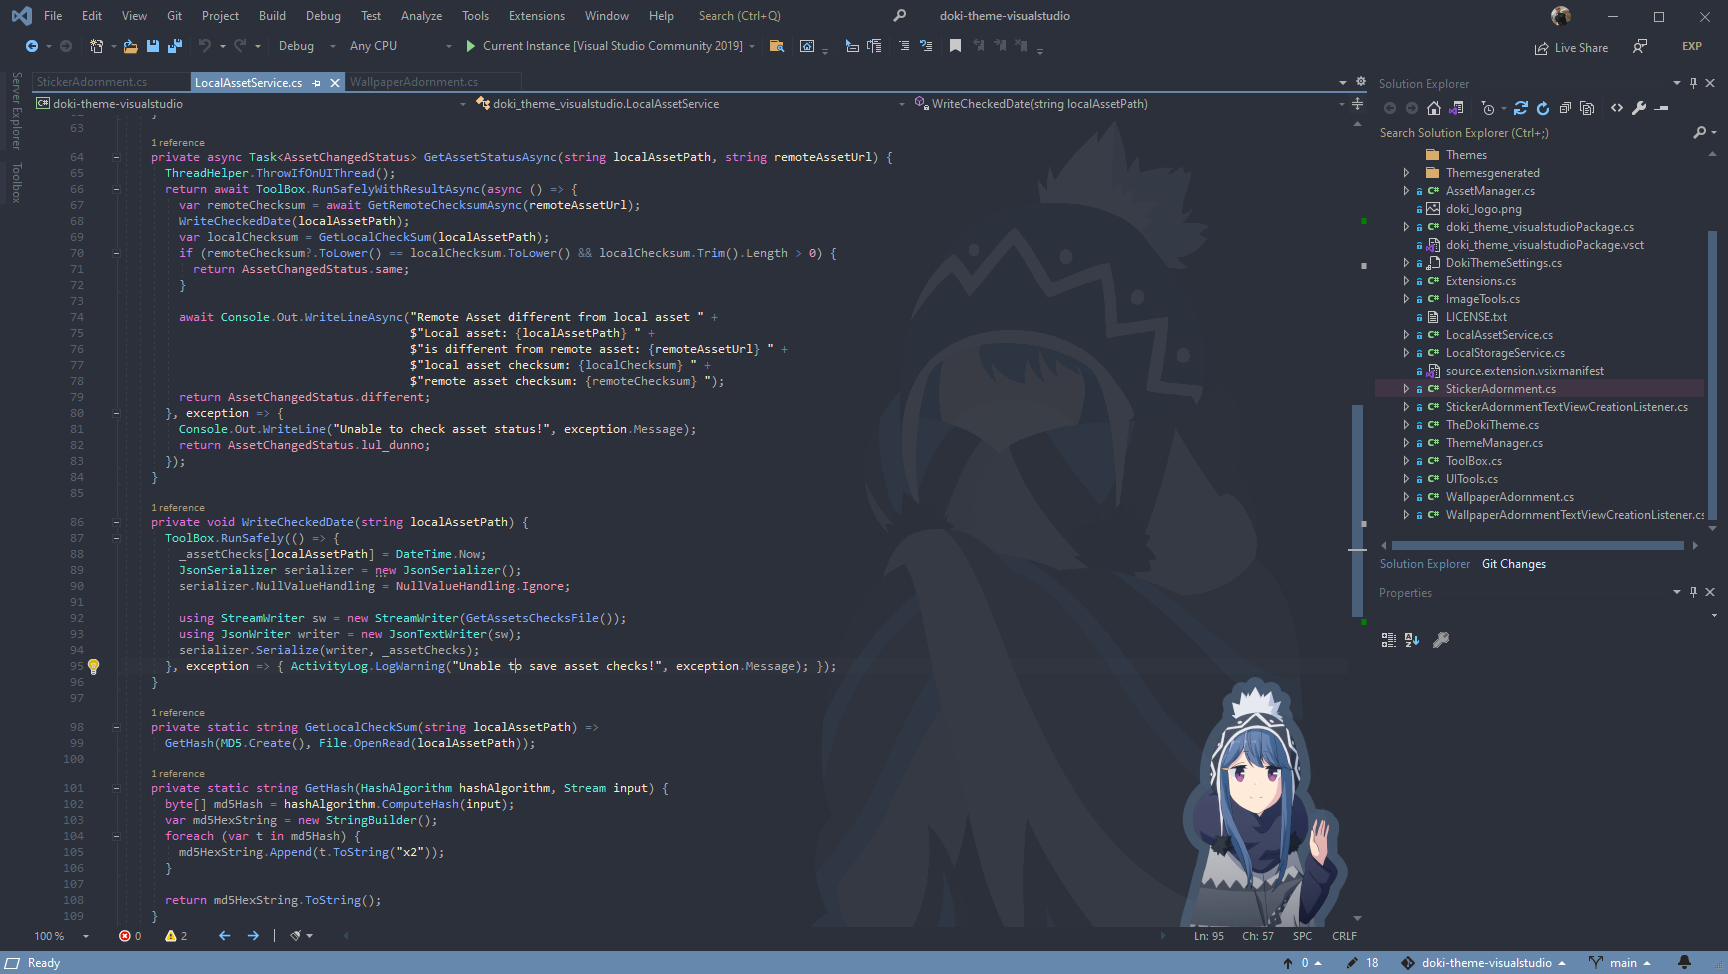 File Edit View Git Project Build Debug Test Analyze Tools Extensions Window Help Search (Ctrl+Q) doki-theme-visualstudio
Debug Any CPU Current Instance [Visual Studio Community 2019] Live Share EXP
Server Explorer
Toolbox
StickerAdornment.cs LocalAssetService.cs WallpaperAdornment.cs
doki-theme-visualstudio doki_theme_visualstudio.LocalAssetService WriteCheckedDate(string localAssetPath)
63
1 reference
64 private async Task<AssetChangedStatus> GetAssetStatusAsync(string localAssetPath, string remoteAssetUrl) {
65 ThreadHelper.ThrowIfOnUIThread();
66 return await ToolBox.RunSafelyWithResultAsync(async () => {
67 var remoteChecksum = await GetRemoteChecksumAsync(remoteAssetUrl);
68 WriteCheckedDate(localAssetPath);
69 var localChecksum = GetLocalCheckSum(localAssetPath);
70 if (remoteChecksum?.ToLower() == localChecksum.ToLower() && localChecksum.Trim().Length > 0) {
71 return AssetChangedStatus.same;
72 }
73
74 await Console.Out.WriteLineAsync("Remote Asset different from local asset " +
75 $"Local asset: {localAssetPath} " +
76 $"is different from remote asset: {remoteAssetUrl} " +
77 $"local asset checksum: {localChecksum} " +
78 $"remote asset checksum: {remoteChecksum} ");
79 return AssetChangedStatus.different;
80 }, exception => {
81 Console.Out.WriteLine("Unable to check asset status!", exception.Message);
82 return AssetChangedStatus.lul_dunno;
83 });
84 }
85
1 reference
86 private void WriteCheckedDate(string localAssetPath) {
87 ToolBox.RunSafely(() => {
88 _assetChecks[localAssetPath] = DateTime.Now;
89 JsonSerializer serializer = new JsonSerializer();
90 serializer.NullValueHandling = NullValueHandling.Ignore;
91
92 using StreamWriter sw = new StreamWriter(GetAssetsChecksFile());
93 using JsonWriter writer = new JsonTextWriter(sw);
94 serializer.Serialize(writer, _assetChecks);
95 }, exception => { ActivityLog.LogWarning("Unable to save asset checks!", exception.Message); });
96 }
97
1 reference
98 private static string GetLocalCheckSum(string localAssetPath) =>
99 GetHash(MD5.Create(), File.OpenRead(localAssetPath));
100
1 reference
101 private static string GetHash(HashAlgorithm hashAlgorithm, Stream input) {
102 byte[] md5Hash = hashAlgorithm.ComputeHash(input);
103 var md5HexString = new StringBuilder();
104 foreach (var t in md5Hash) {
105 md5HexString.Append(t.ToString("x2"));
106 }
107
108 return md5HexString.ToString();
109 }
100 % 0 2 Ln: 95 Ch: 57 SPC CRLF
Solution Explorer
Search Solution Explorer (Ctrl+;)
Themes
Themesgenerated
AssetManager.cs
doki_logo.png
doki_theme_visualstudioPackage.cs
doki_theme_visualstudioPackage.vsct
DokiThemeSettings.cs
Extensions.cs
ImageTools.cs
LICENSE.txt
LocalAssetService.cs
LocalStorageService.cs
source.extension.vsixmanifest
StickerAdornment.cs
StickerAdornmentTextViewCreationListener.cs
TheDokiTheme.cs
ThemeManager.cs
ToolBox.cs
UITools.cs
WallpaperAdornment.cs
WallpaperAdornmentTextViewCreationListener.cs
Solution Explorer Git Changes
Properties
Ready 0 18 doki-theme-visualstudio main